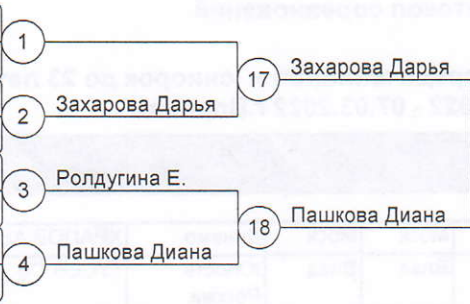 1
17 Захарова Дарья
2 Захарова Дарья
3 Ролдугина Е.
18 Пашкова Диана
4 Пашкова Диана